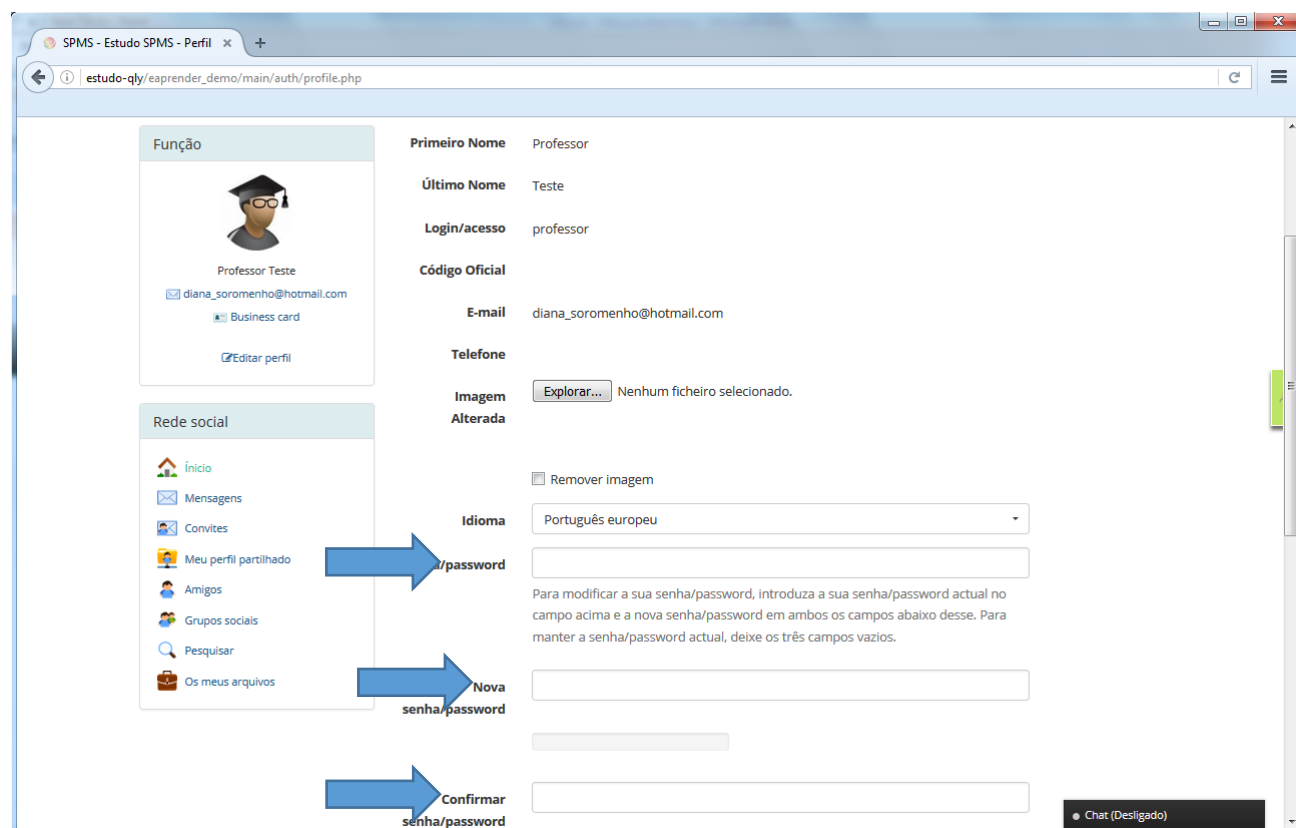 SPMS - Estudo SPMS - Perfil
estudo-qly/eaprender_demo/main/auth/profile.php
Função
Professor Teste
diana_soromenho@hotmail.com
Business card
Editar perfil
Rede social
Ínicio
Mensagens
Convites
Meu perfil partilhado
Amigos
Grupos sociais
Pesquisar
Os meus arquivos
Primeiro Nome Professor
Último Nome Teste
Login/acesso professor
Código Oficial
E-mail diana_soromenho@hotmail.com
Telefone
Imagem Alterada Explorar... Nenhum ficheiro selecionado.
Remover imagem
Idioma Português europeu
/password
Para modificar a sua senha/password, introduza a sua senha/password actual no
campo acima e a nova senha/password em ambos os campos abaixo desse. Para
manter a senha/password actual, deixe os três campos vazios.
Nova
senha/password
Confirmar
senha/password
Chat (Desligado)